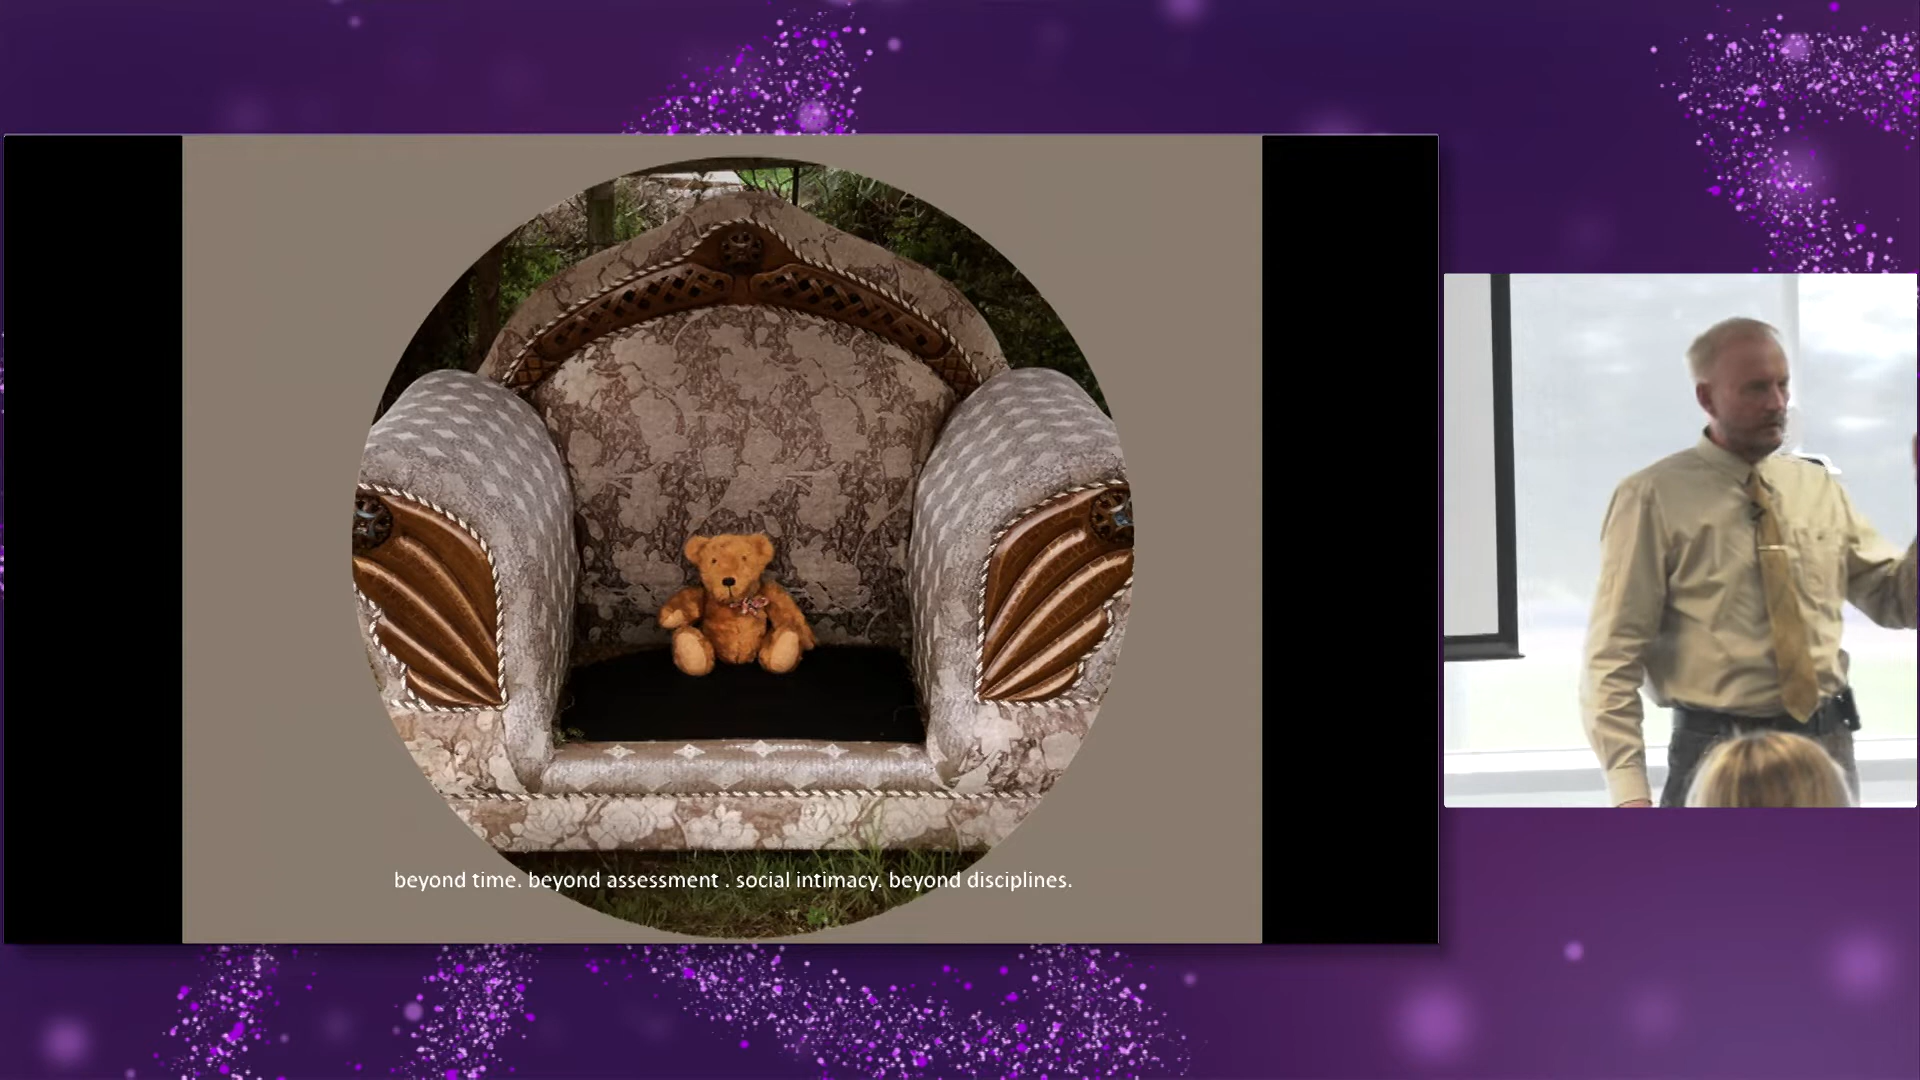 beyond time. beyond assessment . social intimacy. beyond disciplines.